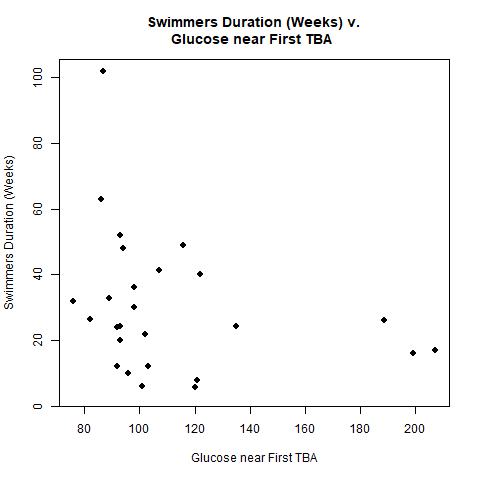 Swimmers Duration (Weeks) v.
Glucose near First TBA
Swimmers Duration (Weeks)
100
80
60
40
20
0
80 100 120 140 160 180 200
Glucose near First TBA